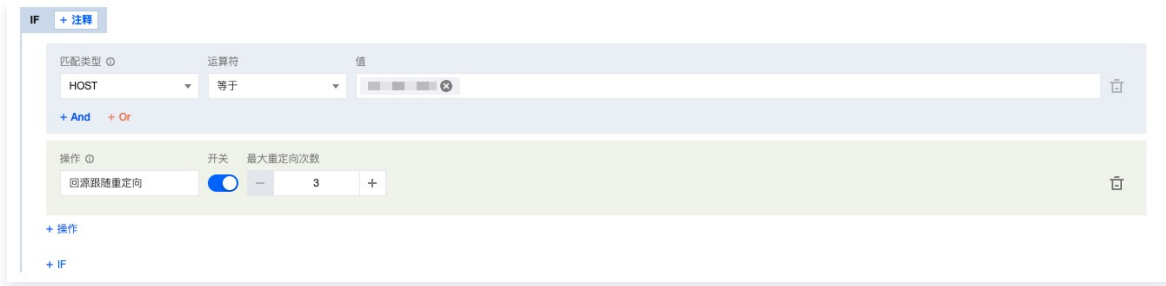 IF + 注释
匹配类型 运算符 值
HOST 等于
+ And + Or
操作 开关 最大重定向次数
回源跟随重定向 − 3 +
+ 操作
+ IF